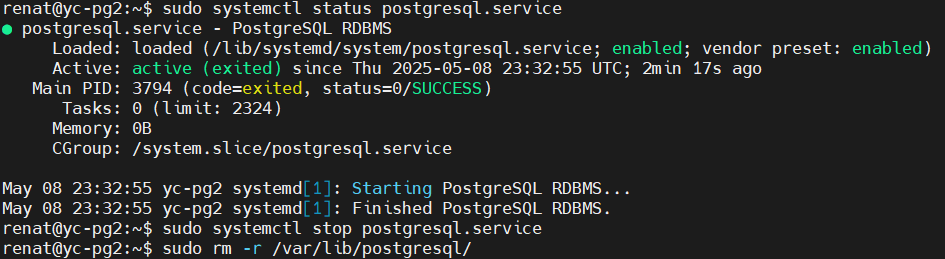 renat@yc-pg2:~$ sudo systemctl status postgresql.service
● postgresql.service - PostgreSQL RDBMS
     Loaded: loaded (/lib/systemd/system/postgresql.service; enabled; vendor preset: enabled)
     Active: active (exited) since Thu 2025-05-08 23:32:55 UTC; 2min 17s ago
   Main PID: 3794 (code=exited, status=0/SUCCESS)
      Tasks: 0 (limit: 2324)
     Memory: 0B
     CGroup: /system.slice/postgresql.service

May 08 23:32:55 yc-pg2 systemd[1]: Starting PostgreSQL RDBMS...
May 08 23:32:55 yc-pg2 systemd[1]: Finished PostgreSQL RDBMS.
renat@yc-pg2:~$ sudo systemctl stop postgresql.service
renat@yc-pg2:~$ sudo rm -r /var/lib/postgresql/